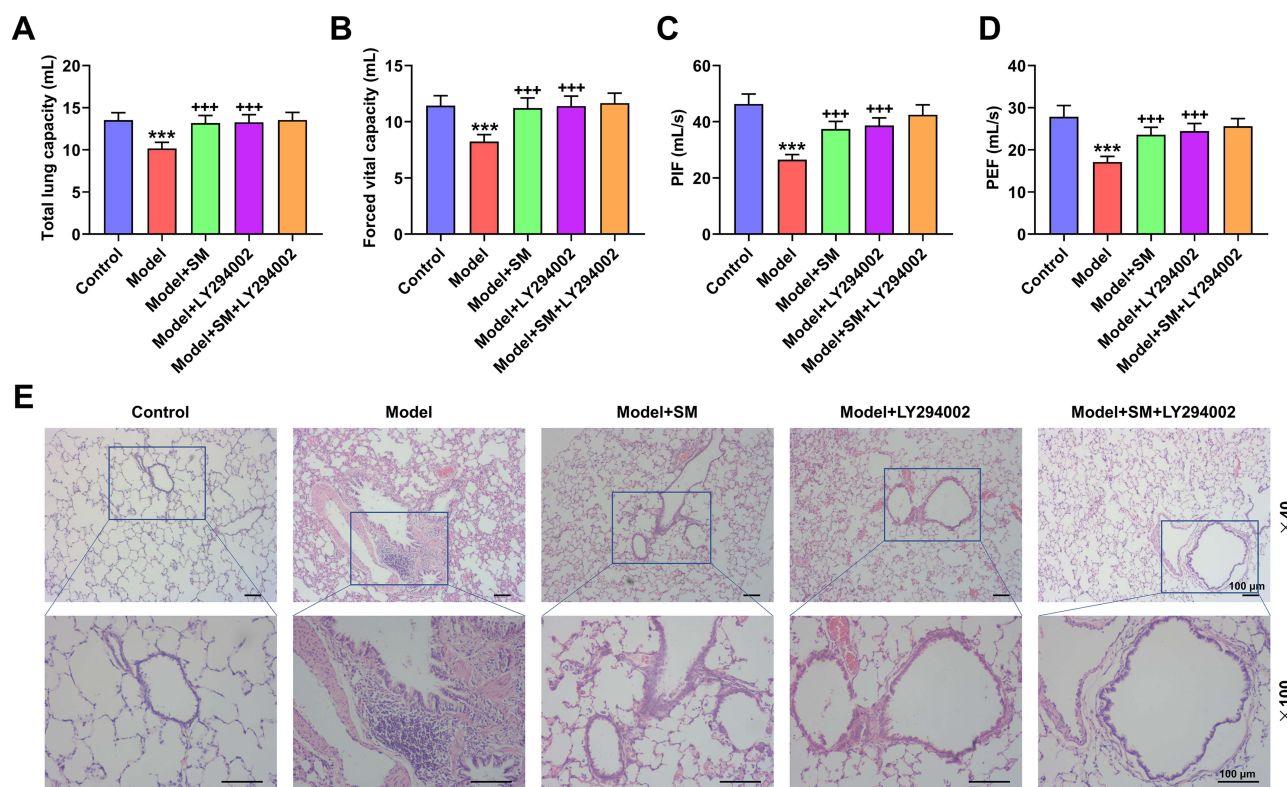 A
Total lung capacity (mL)
20
15
10
5
0
***
+++
+++
Control
Model
Model+SM
Model+LY294002
Model+SM+LY294002
B
Forced vital capacity (mL)
15
10
5
0
***
+++
+++
Control
Model
Model+SM
Model+LY294002
Model+SM+LY294002
C
PIF (mL/s)
60
40
20
0
***
+++
+++
Control
Model
Model+SM
Model+LY294002
Model+SM+LY294002
D
PEF (mL/s)
40
30
20
10
0
***
+++
+++
Control
Model
Model+SM
Model+LY294002
Model+SM+LY294002
E
Control
Model
Model+SM
Model+LY294002
Model+SM+LY294002
×40
100 µm
×100
100 µm